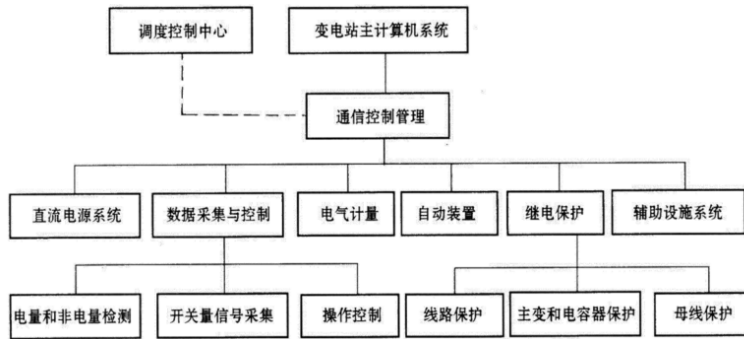 调度控制中心
变电站主计算机系统
通信控制管理
直流电源系统
数据采集与控制
电气计量
自动装置
继电保护
辅助设施系统
电量和非电量检测
开关量信号采集
操作控制
线路保护
主变和电容器保护
母线保护